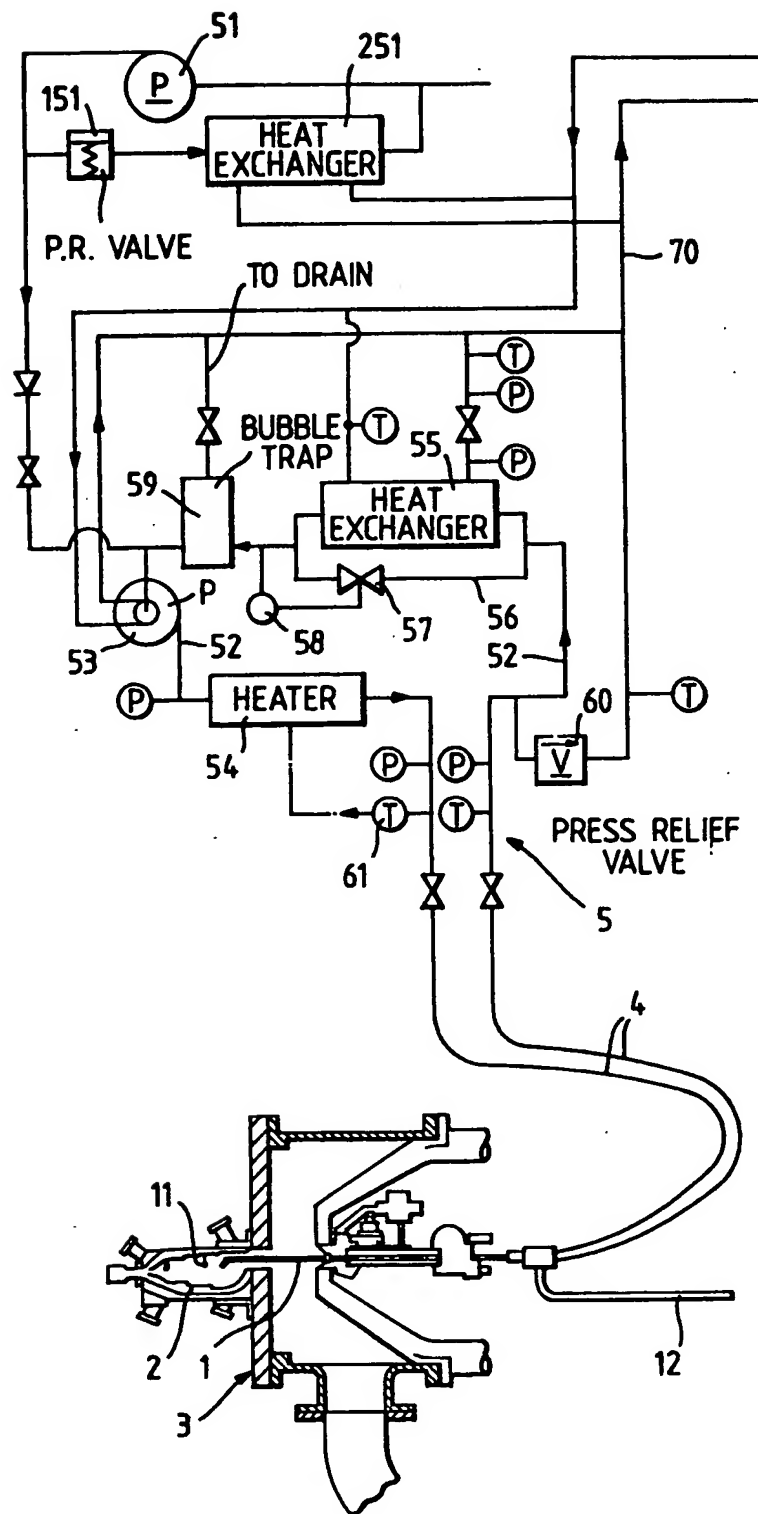 51
P
251
151
HEAT
EXCHANGER
P.R. VALVE
TO DRAIN
70
T
P
BUBBLE
TRAP
T
55
P
59
HEAT
EXCHANGER
P
53
52
58
57
56
52
P
HEATER
54
60
V
T
P
P
T
T
61
PRESS RELIEF
VALVE
5
4
11
2
1
3
12